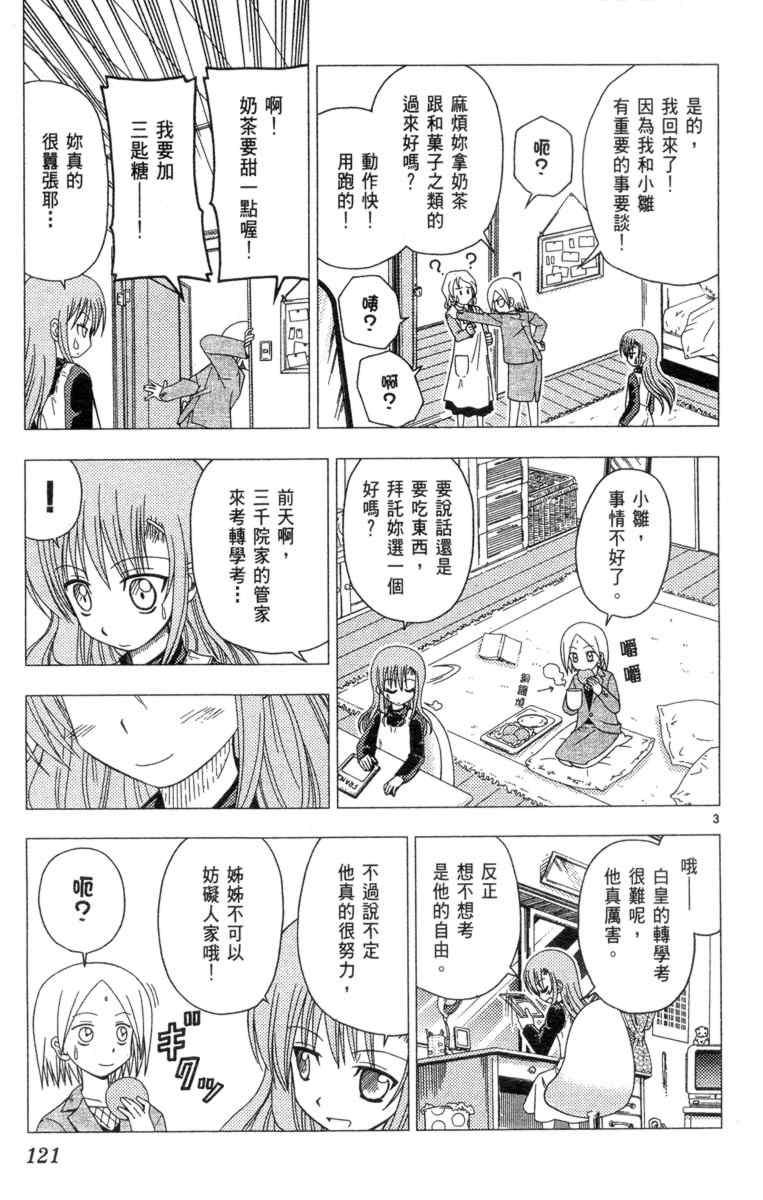 是的，
我回來了！
因為我和小雛
有重要的事要談！
呃？
麻煩妳拿奶茶
跟和菓子之類的
過來好嗎？
動作快！
用跑的！
？
？
？
咦？
啊？
啊！
奶茶要甜一點喔！
我要加
三匙糖——！
妳真的
很囂張耶…
小雛，
事情不好了。
要說話還是
要吃東西，
拜託妳選一個
好嗎？
嚼嚼
銅鑼燒
前天啊，
三千院家的管家
來考轉學考…
！
3
哦——
白皇的轉學考
很難呢，
他真厲害。
反正
想不想考
是他的自由。
不過說不定
他真的很努力，
姊姊不可以
妨礙人家哦！
ギクッ
呃？
121